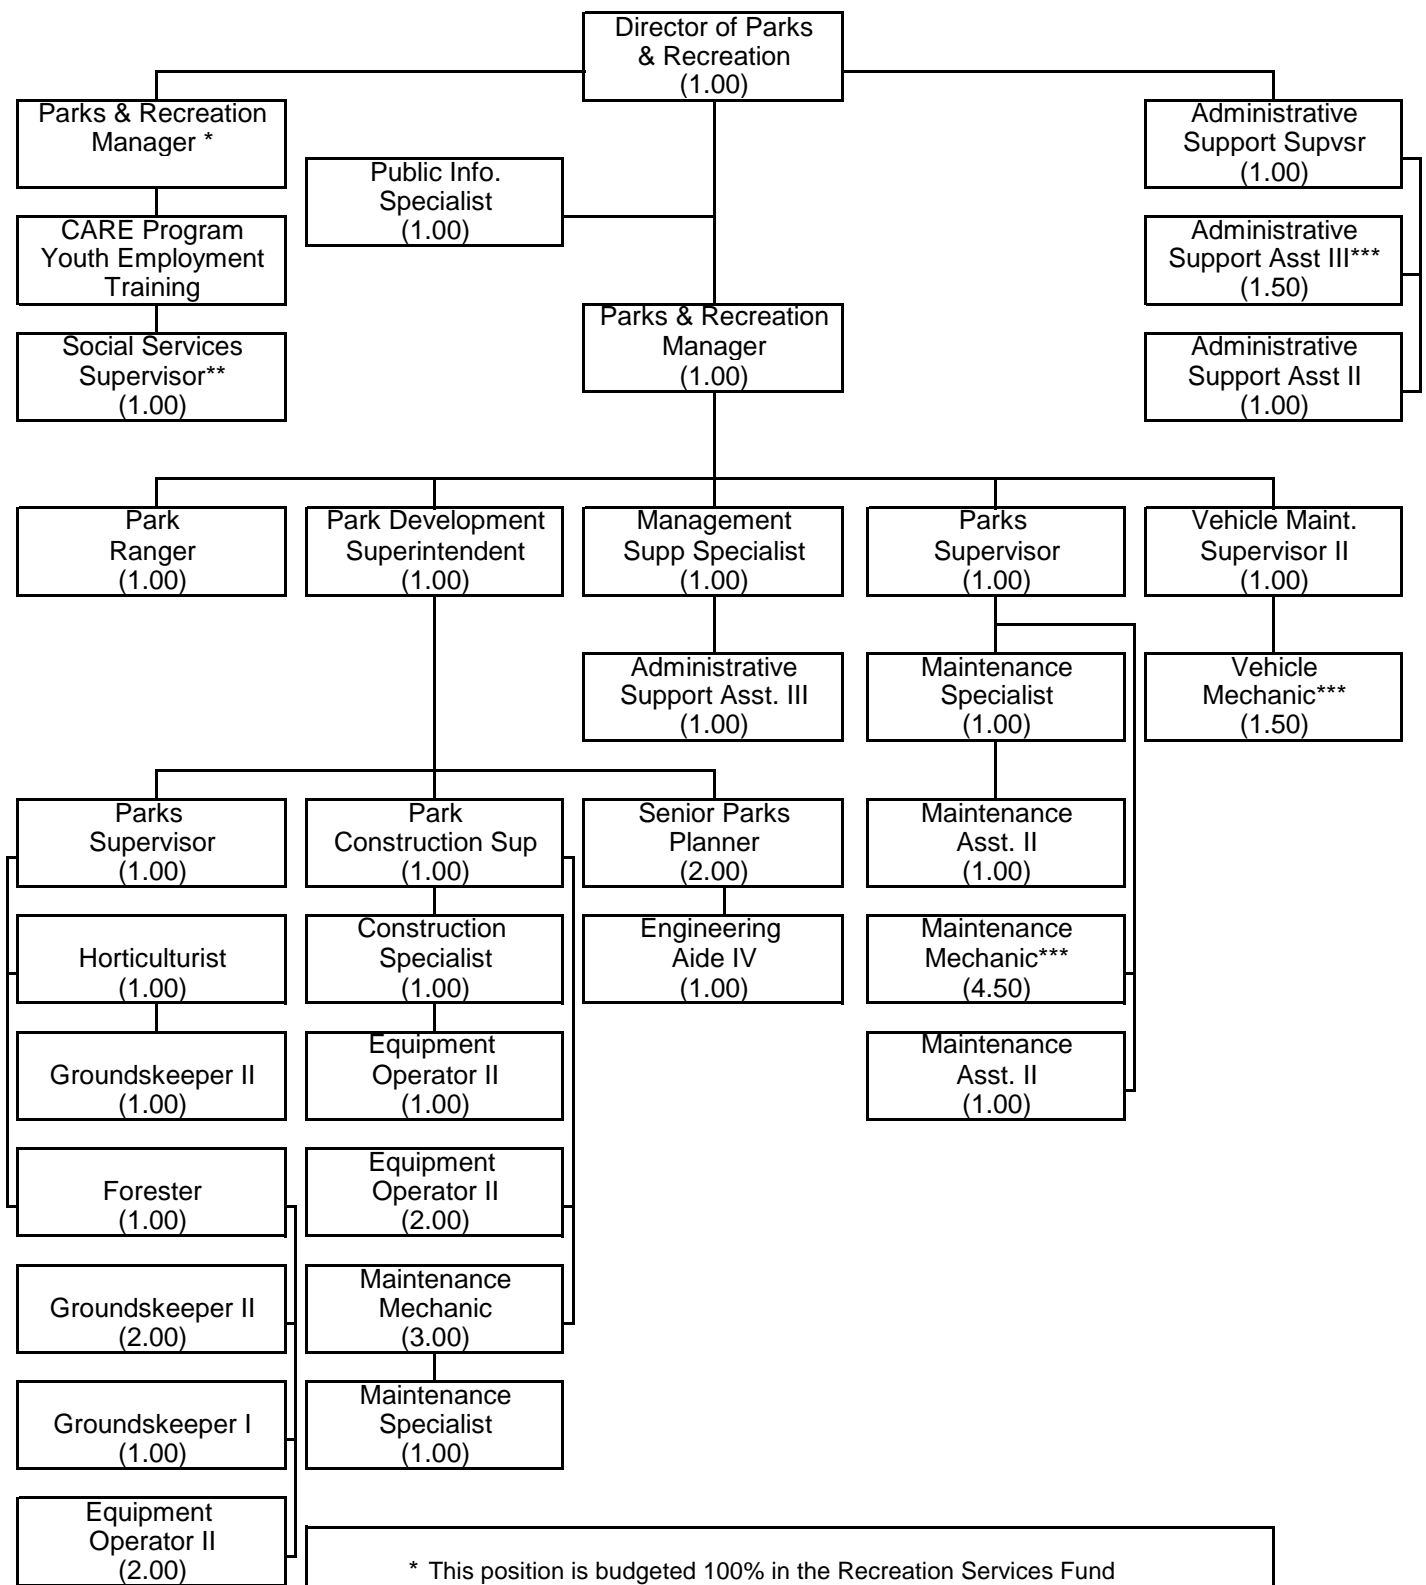 Director of Parks
& Recreation
(1.00)
Parks & Recreation
Manager *
Administrative
Support Supvsr
(1.00)
Public Info.
Specialist
(1.00)
CARE Program
Youth Employment
Training
Administrative
Support Asst III***
(1.50)
Parks & Recreation
Manager
(1.00)
Social Services
Supervisor**
(1.00)
Administrative
Support Asst II
(1.00)
Park
Ranger
(1.00)
Park Development
Superintendent
(1.00)
Management
Supp Specialist
(1.00)
Parks
Supervisor
(1.00)
Vehicle Maint.
Supervisor II
(1.00)
Administrative
Support Asst. III
(1.00)
Maintenance
Specialist
(1.00)
Vehicle
Mechanic***
(1.50)
Parks
Supervisor
(1.00)
Park
Construction Sup
(1.00)
Senior Parks
Planner
(2.00)
Maintenance
Asst. II
(1.00)
Horticulturist
(1.00)
Construction
Specialist
(1.00)
Engineering
Aide IV
(1.00)
Maintenance
Mechanic***
(4.50)
Groundskeeper II
(1.00)
Equipment
Operator II
(1.00)
Maintenance
Asst. II
(1.00)
Forester
(1.00)
Equipment
Operator II
(2.00)
Groundskeeper II
(2.00)
Maintenance
Mechanic
(3.00)
Groundskeeper I
(1.00)
Maintenance
Specialist
(1.00)
Equipment
Operator II
(2.00)
* This position is budgeted 100% in the Recreation Services Fund